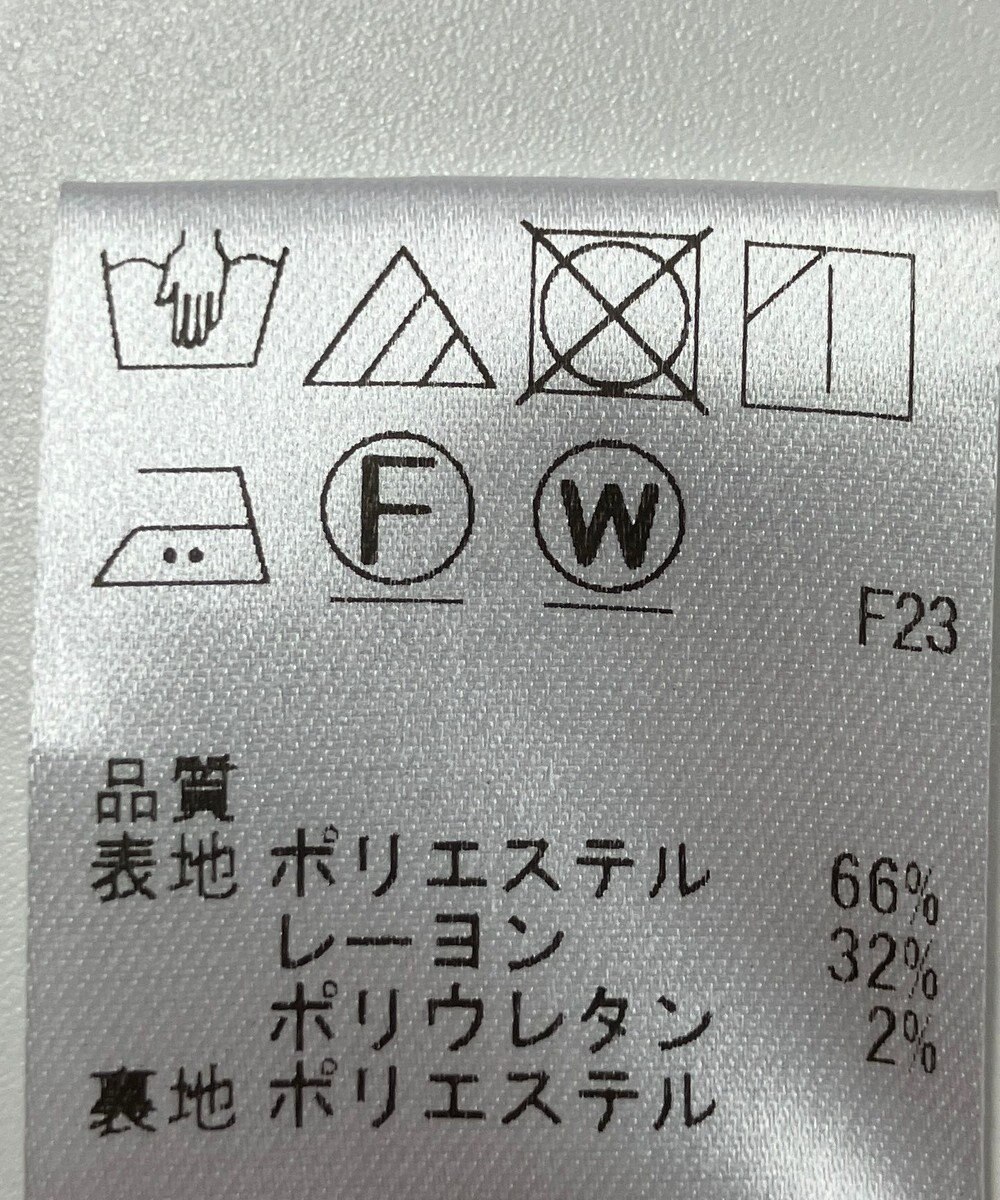 F W
F23
品質
表地 ポリエステル 66%
レーヨン 32%
ポリウレタン 2%
裏地 ポリエステル